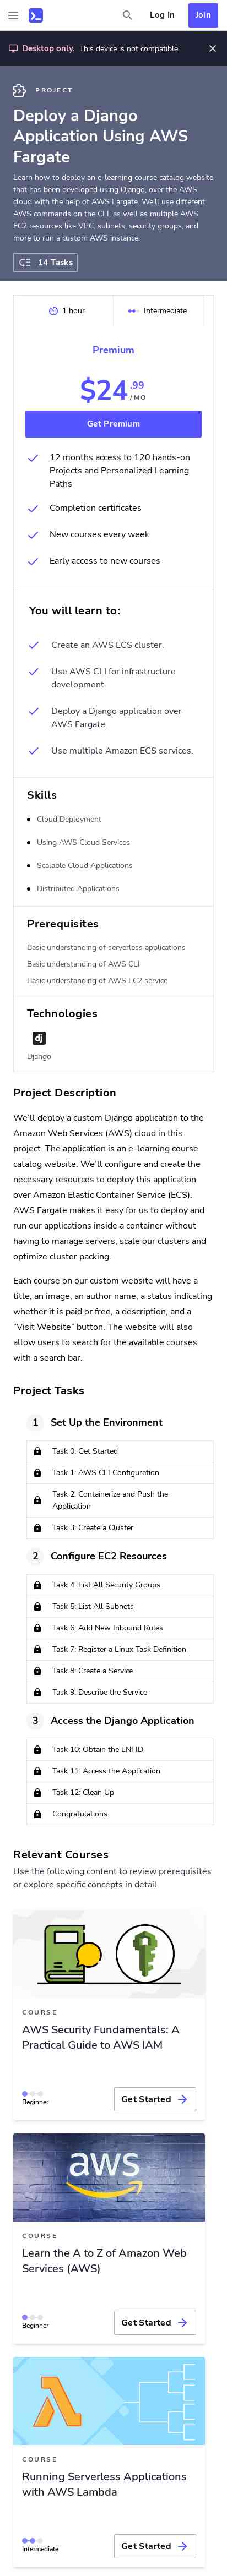 Log In
Join
Desktop only. This device is not compatible.
PROJECT
Deploy a Django
Application Using AWS
Fargate
Learn how to deploy an e-learning course catalog website
that has been developed using Django, over the AWS
cloud with the help of AWS Fargate. We'll use different
AWS commands on the CLI, as well as multiple AWS
EC2 resources like VPC, subnets, security groups, and
more to run a custom AWS instance.
14 Tasks
1 hour
Intermediate
Premium
$24.99
/MO
Get Premium
12 months access to 120 hands-on
Projects and Personalized Learning
Paths
Completion certificates
New courses every week
Early access to new courses
You will learn to:
Create an AWS ECS cluster.
Use AWS CLI for infrastructure
development.
Deploy a Django application over
AWS Fargate.
Use multiple Amazon ECS services.
Skills
Cloud Deployment
Using AWS Cloud Services
Scalable Cloud Applications
Distributed Applications
Prerequisites
Basic understanding of serverless applications
Basic understanding of AWS CLI
Basic understanding of AWS EC2 service
Technologies
dj
Django
Project Description
We'll deploy a custom Django application to the
Amazon Web Services (AWS) cloud in this
project. The application is an e-learning course
catalog website. We'll configure and create the
necessary resources to deploy this application
over Amazon Elastic Container Service (ECS).
AWS Fargate makes it easy for us to deploy and
run our applications inside a container without
having to manage servers, scale our clusters and
optimize cluster packing.
Each course on our custom website will have a
title, an image, an author name, a status indicating
whether it is paid or free, a description, and a
"Visit Website" button. The website will also
allow users to search for the available courses
with a search bar.
Project Tasks
1 Set Up the Environment
Task 0: Get Started
Task 1: AWS CLI Configuration
Task 2: Containerize and Push the
Application
Task 3: Create a Cluster
2 Configure EC2 Resources
Task 4: List All Security Groups
Task 5: List All Subnets
Task 6: Add New Inbound Rules
Task 7: Register a Linux Task Definition
Task 8: Create a Service
Task 9: Describe the Service
3 Access the Django Application
Task 10: Obtain the ENI ID
Task 11: Access the Application
Task 12: Clean Up
Congratulations
Relevant Courses
Use the following content to review prerequisites
or explore specific concepts in detail.
COURSE
AWS Security Fundamentals: A
Practical Guide to AWS IAM
Beginner
Get Started
aws
COURSE
Learn the A to Z of Amazon Web
Services (AWS)
Beginner
Get Started
COURSE
Running Serverless Applications
with AWS Lambda
Intermediate
Get Started